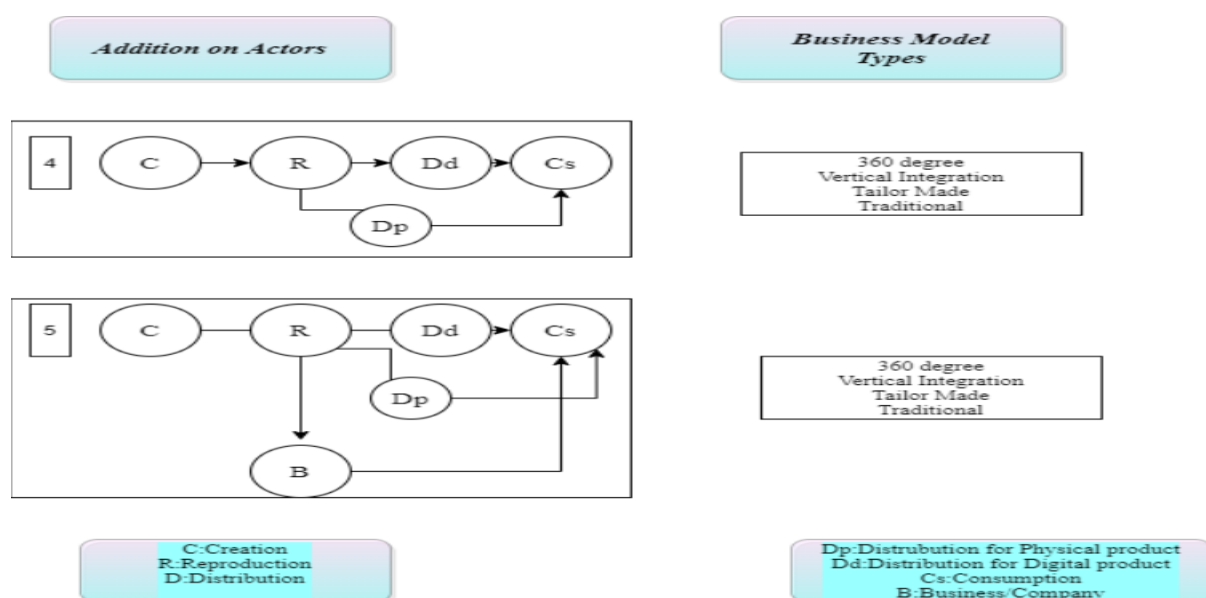 Addition on Actors
Business Model
Types
4
C
R
Dd
Cs
Dp
360 degree
Vertical Integration
Tailor Made
Traditional
5
C
R
Dd
Cs
Dp
B
360 degree
Vertical Integration
Tailor Made
Traditional
C:Creation
R:Reproduction
D:Distribution
Dp:Distrubution for Physical product
Dd:Distribution for Digital product
Cs:Consumption
B:Business/Company